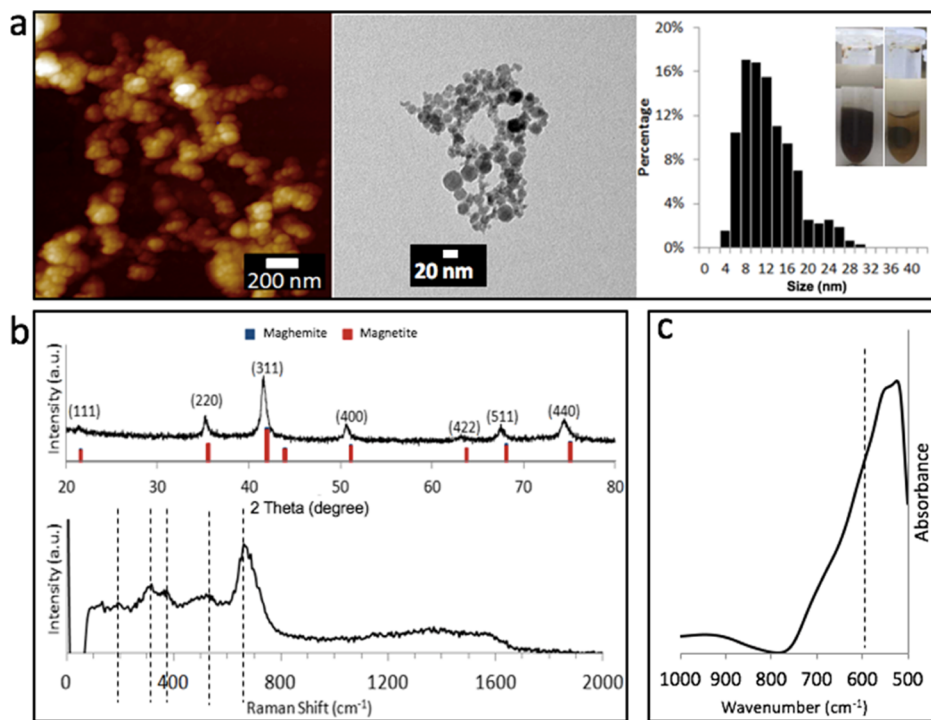 a
200 nm
20 nm
20%
16%
12%
8%
4%
0%
Percentage
0 4 8 12 16 20 24 28 32 36 40
Size (nm)
b
Maghemite Magnetite
Intensity (a.u.)
(111) (220) (311) (400) (422) (511) (440)
20 30 40 50 60 70 80
2 Theta (degree)
Intensity (a.u.)
0 400 800 1200 1600 2000
Raman Shift (cm⁻¹)
c
Absorbance
1000 900 800 700 600 500
Wavenumber (cm⁻¹)